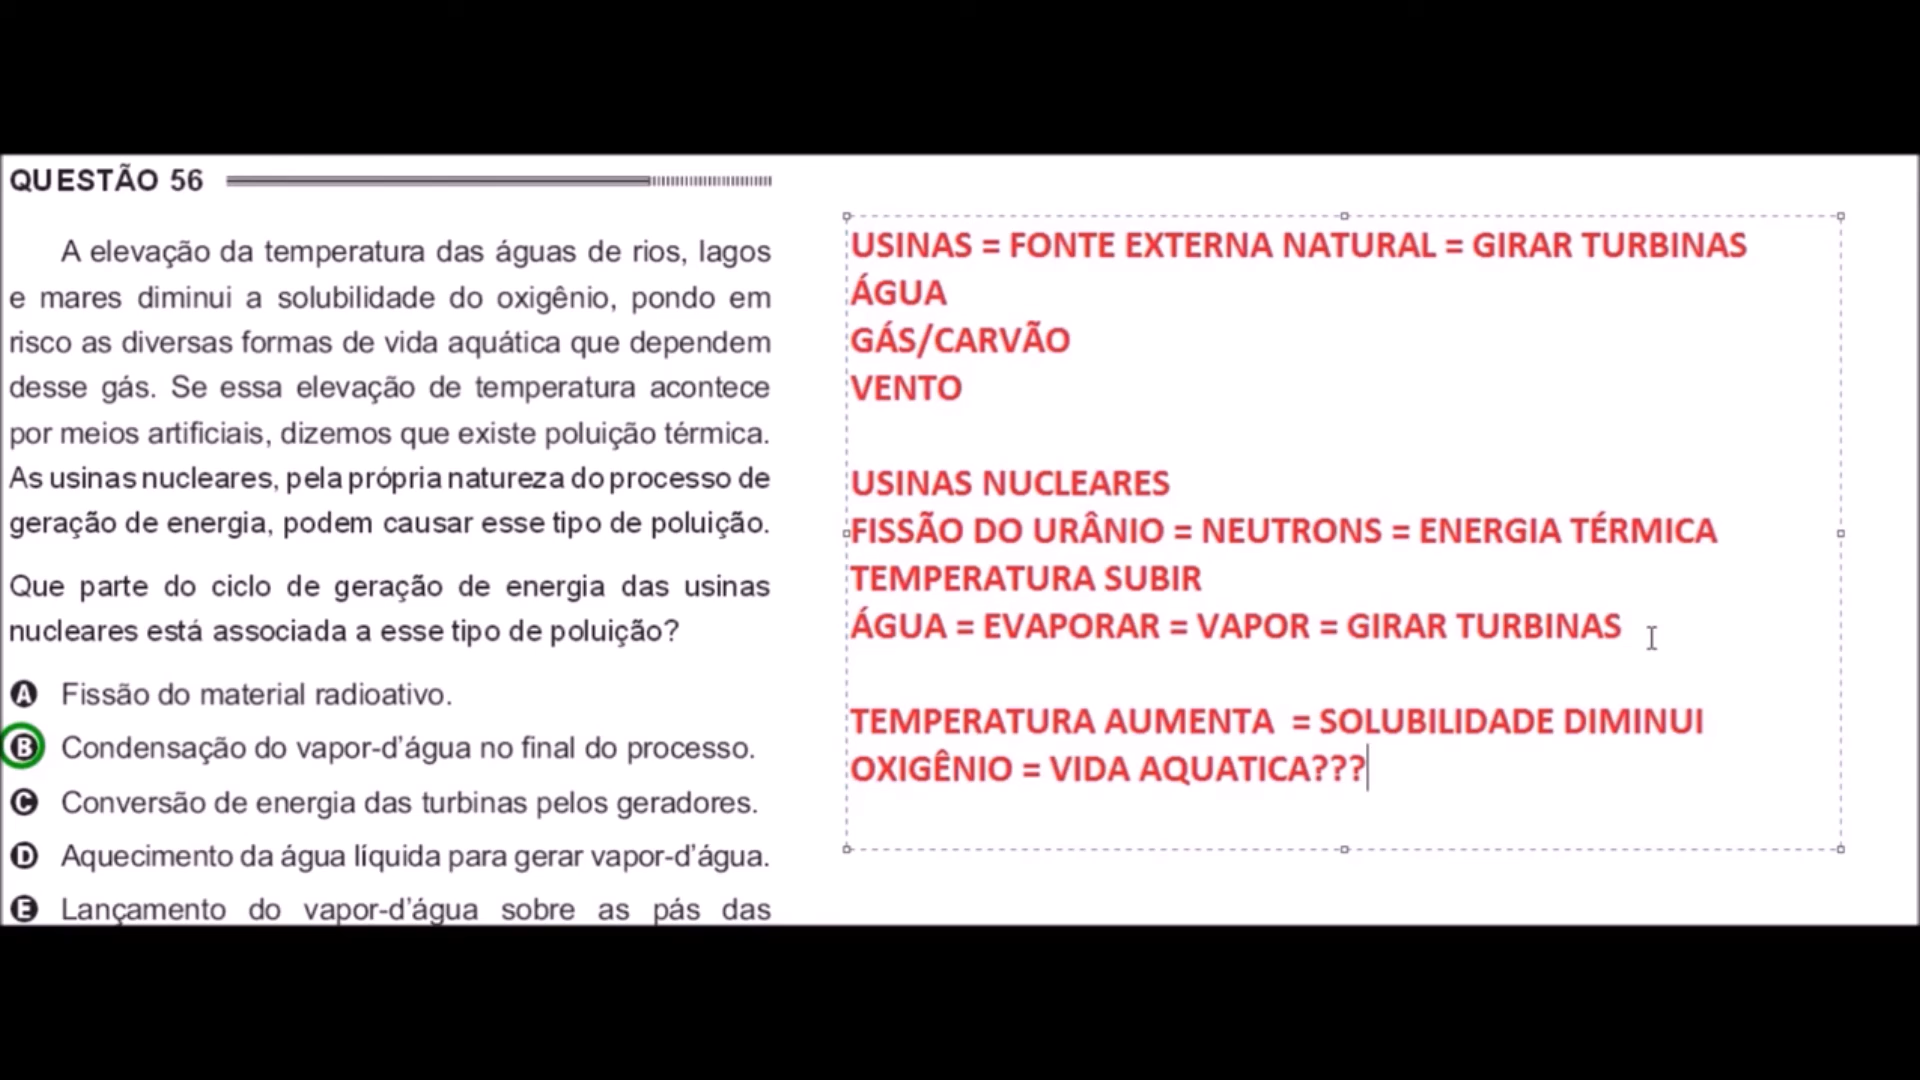 QUESTÃO 56
A elevação da temperatura das águas de rios, lagos
e mares diminui a solubilidade do oxigênio, pondo em
risco as diversas formas de vida aquática que dependem
desse gás. Se essa elevação de temperatura acontece
por meios artificiais, dizemos que existe poluição térmica.
As usinas nucleares, pela própria natureza do processo de
geração de energia, podem causar esse tipo de poluição.
Que parte do ciclo de geração de energia das usinas
nucleares está associada a esse tipo de poluição?
A Fissão do material radioativo.
B Condensação do vapor-d'água no final do processo.
C Conversão de energia das turbinas pelos geradores.
D Aquecimento da água líquida para gerar vapor-d'água.
E Lançamento do vapor-d'água sobre as pás das
USINAS = FONTE EXTERNA NATURAL = GIRAR TURBINAS
ÁGUA
GÁS/CARVÃO
VENTO
USINAS NUCLEARES
FISSÃO DO URÂNIO = NEUTRONS = ENERGIA TÉRMICA
TEMPERATURA SUBIR
ÁGUA = EVAPORAR = VAPOR = GIRAR TURBINAS
TEMPERATURA AUMENTA = SOLUBILIDADE DIMINUI
OXIGÊNIO = VIDA AQUATICA???